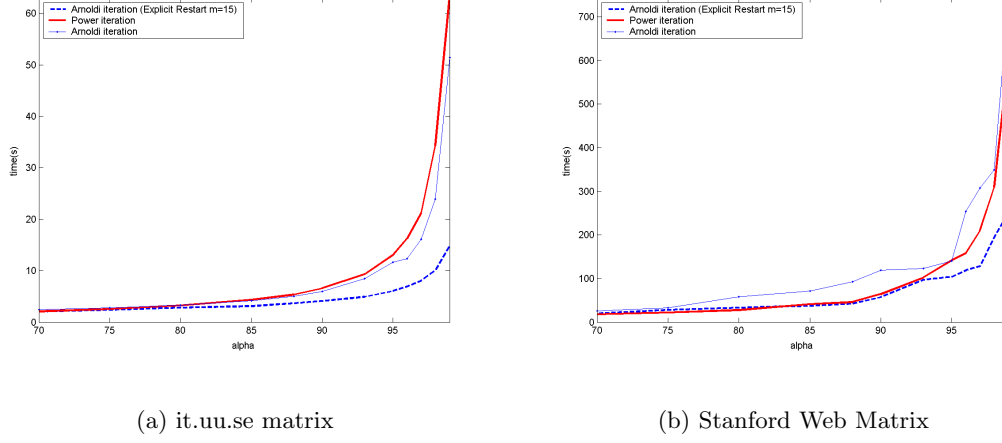 Arnoldi iteration (Explicit Restart m=15)
Power iteration
Arnoldi iteration
60
50
40
30
20
10
0
time(s)
70
75
80
85
90
95
alpha
(a) it.uu.se matrix
Arnoldi iteration (Explicit Restart m=15)
Power iteration
Arnoldi iteration
700
600
500
400
300
200
100
0
time(s)
70
75
80
85
90
95
alpha
(b) Stanford Web Matrix